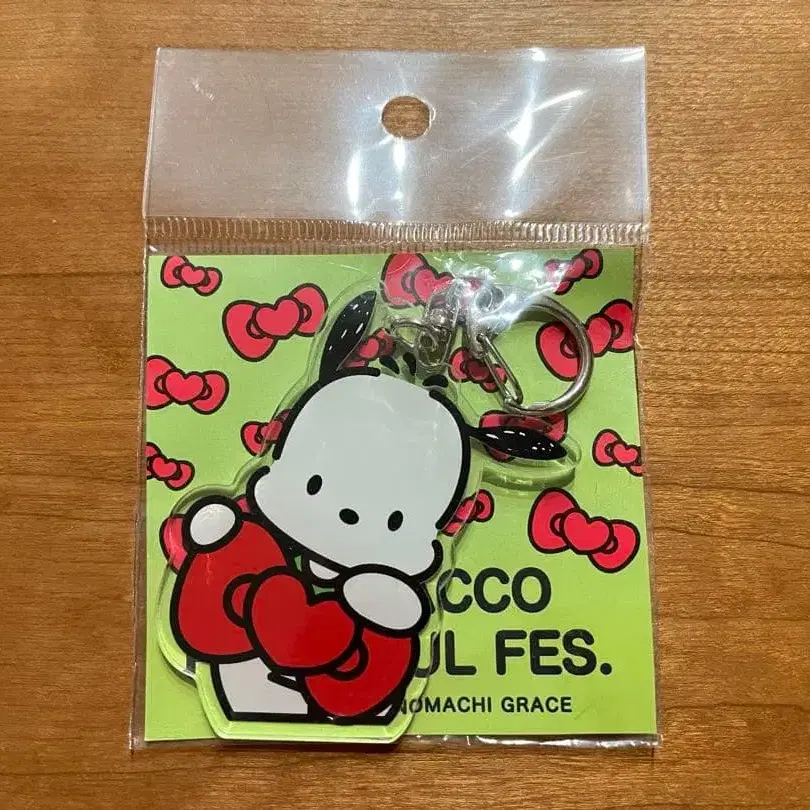 CCO
UL FES.
NOMACHI GRACE